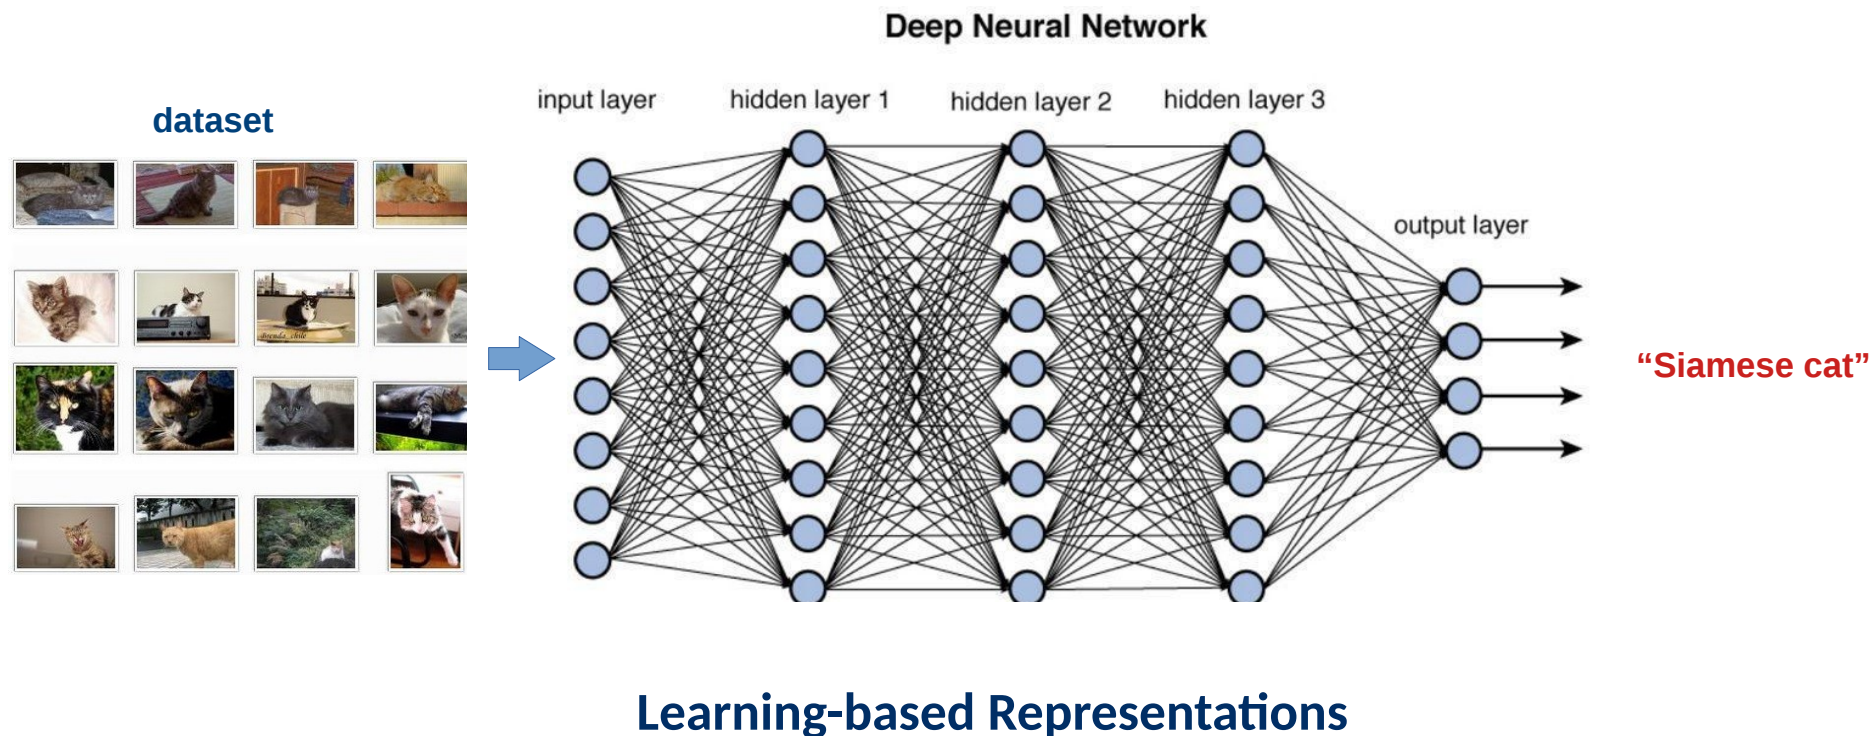 Deep Neural Network
dataset
input layer
hidden layer 1
hidden layer 2
hidden layer 3
output layer
“Siamese cat”
Learning-based Representations